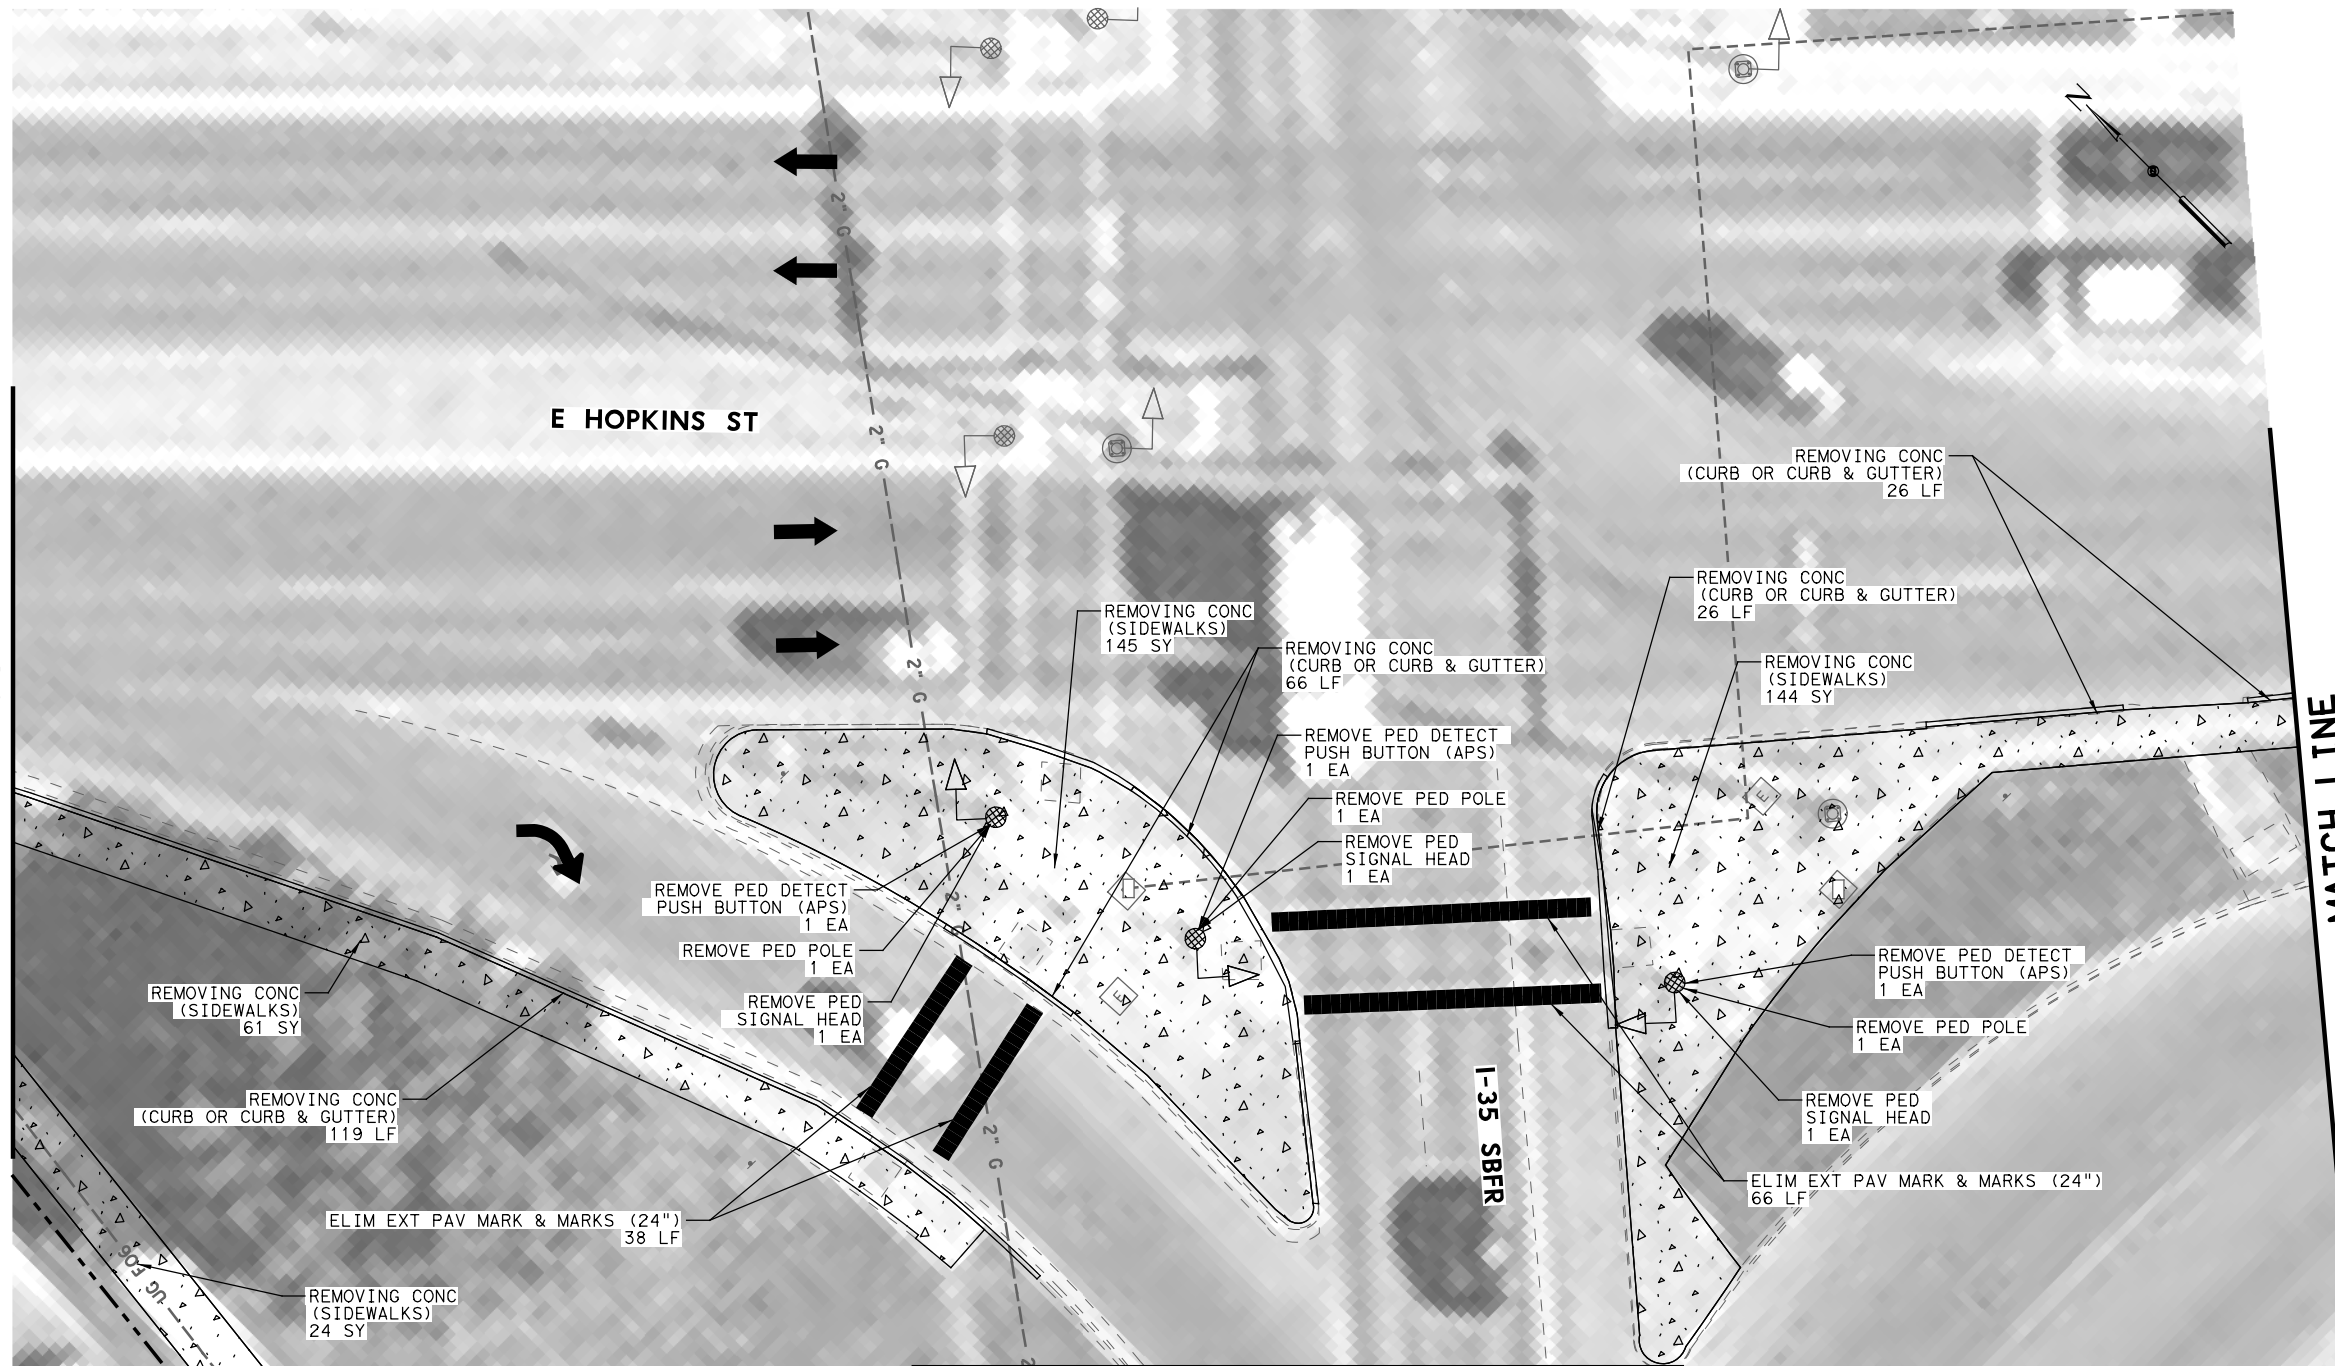 N
2" G
E HOPKINS ST
2" G
REMOVING CONC
(CURB OR CURB & GUTTER)
26 LF
REMOVING CONC
(CURB OR CURB & GUTTER)
26 LF
REMOVING CONC
(SIDEWALKS)
145 SY
REMOVING CONC
(CURB OR CURB & GUTTER)
66 LF
REMOVING CONC
(SIDEWALKS)
144 SY
2" G
REMOVE PED DETECT
PUSH BUTTON (APS)
1 EA
MATCH LINE
REMOVE PED POLE
1 EA
REMOVE PED
SIGNAL HEAD
1 EA
E
E
REMOVE PED DETECT
PUSH BUTTON (APS)
1 EA
2" G
REMOVE PED POLE
1 EA
REMOVE PED
SIGNAL HEAD
1 EA
REMOVING CONC
(SIDEWALKS)
61 SY
REMOVE PED DETECT
PUSH BUTTON (APS)
1 EA
REMOVE PED POLE
1 EA
REMOVING CONC
(CURB OR CURB & GUTTER)
119 LF
I-35 SBFR
REMOVE PED
SIGNAL HEAD
1 EA
2" G
ELIM EXT PAV MARK & MARKS (24")
66 LF
ELIM EXT PAV MARK & MARKS (24")
38 LF
UG FO6
REMOVING CONC
(SIDEWALKS)
24 SY
2